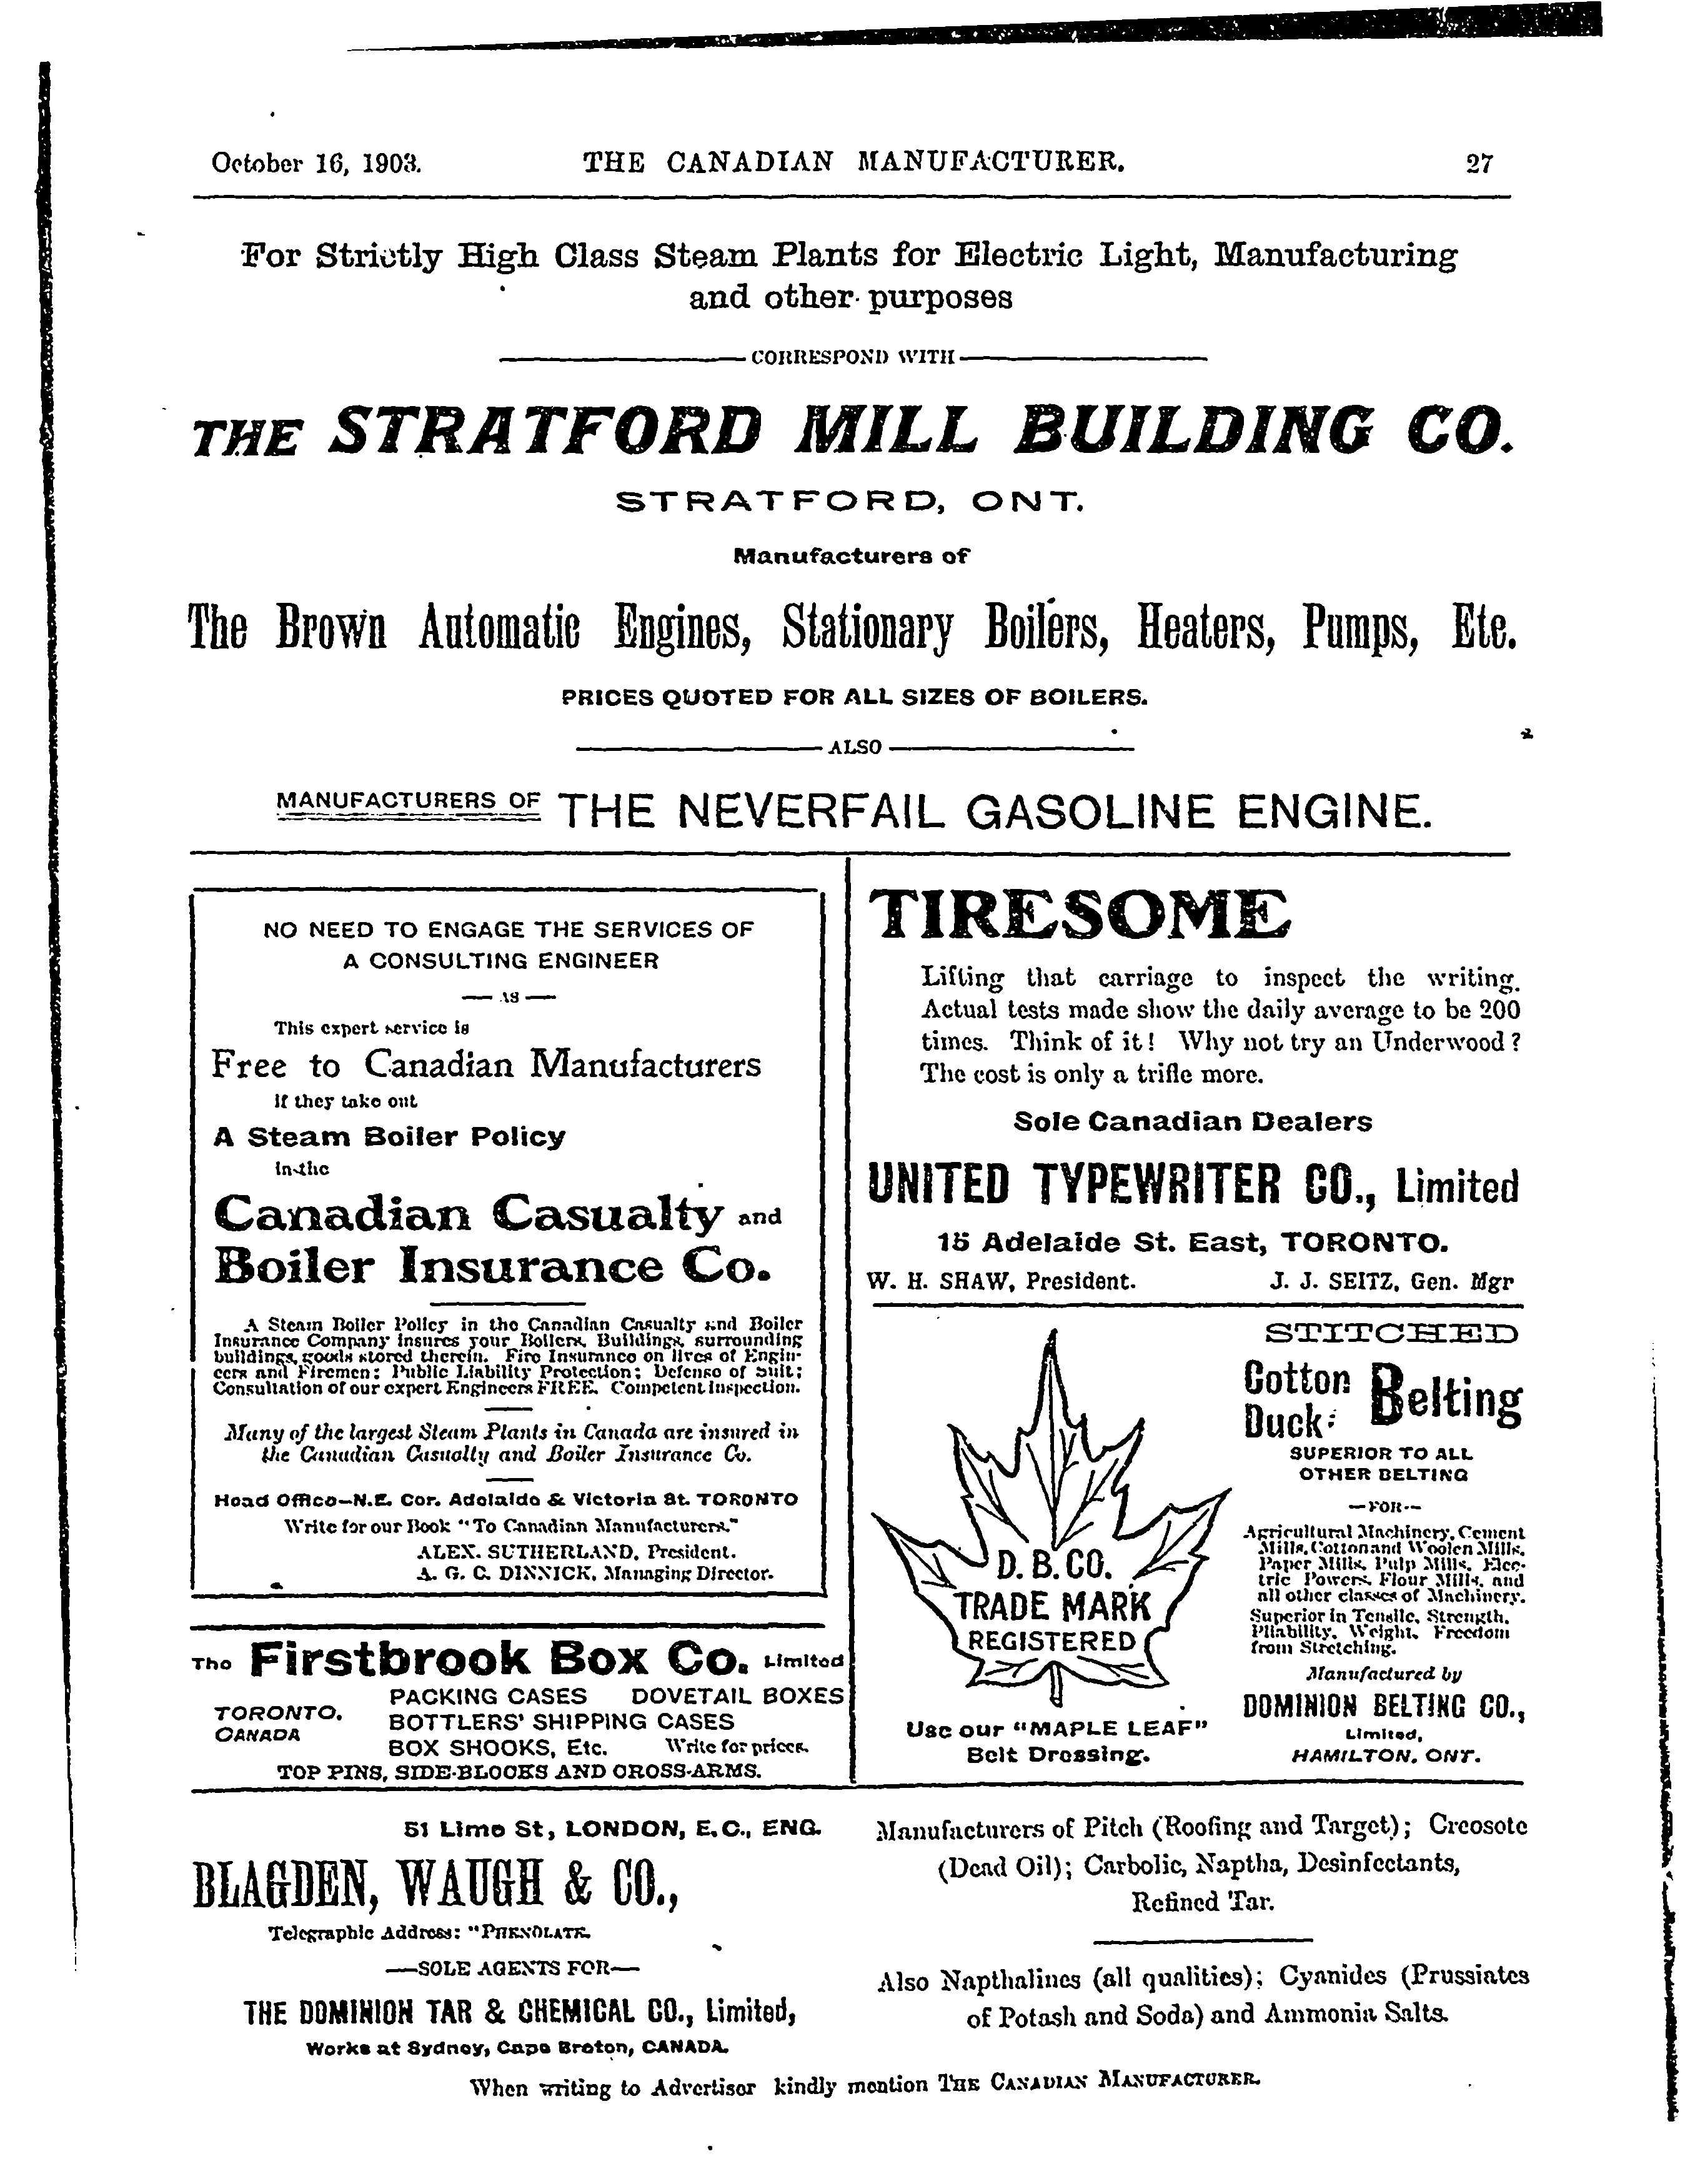 October 16, 1903. THE CANADIAN MANUFACTURER. 27
For Strictly High Class Steam Plants for Electric Light, Manufacturing
and other purposes
CORRESPOND WITH
THE STRATFORD MILL BUILDING CO.
STRATFORD, ONT.
Manufacturers of
The Brown Automatic Engines, Stationary Boilers, Heaters, Pumps, Etc.
PRICES QUOTED FOR ALL SIZES OF BOILERS.
ALSO
MANUFACTURERS OF THE NEVERFAIL GASOLINE ENGINE.
NO NEED TO ENGAGE THE SERVICES OF
A CONSULTING ENGINEER
AS
This expert service is
Free to Canadian Manufacturers
If they take out
A Steam Boiler Policy
in the
Canadian Casualty and
Boiler Insurance Co.
A Steam Boiler Policy in the Canadian Casualty and Boiler
Insurance Company insures your Boilers, Buildings, surrounding
buildings, goods stored therein. Fire Insurance on lives of Engin-
eers and Firemen; Public Liability Protection; Defense of Suit;
Consultation of our expert Engineers FREE. Competent Inspection.
Many of the largest Steam Plants in Canada are insured in
the Canadian Casualty and Boiler Insurance Co.
Head Office—N.E. Cor. Adelaide & Victoria St. TORONTO
Write for our Book "To Canadian Manufacturers."
ALEX. SUTHERLAND, President.
A. G. C. DINNICK, Managing Director.
The Firstbrook Box Co. Limited
TORONTO,
CANADA
PACKING CASES DOVETAIL BOXES
BOTTLERS' SHIPPING CASES
BOX SHOOKS, Etc. Write for prices.
TOP PINS, SIDE-BLOCKS AND CROSS-ARMS.
TIRESOME
Lifting that carriage to inspect the writing.
Actual tests made show the daily average to be 200
times. Think of it! Why not try an Underwood?
The cost is only a trifle more.
Sole Canadian Dealers
UNITED TYPEWRITER CO., Limited
15 Adelaide St. East, TORONTO.
W. H. SHAW, President. J. J. SEITZ, Gen. Mgr
D. B. CO.
TRADE MARK
REGISTERED
Use our "MAPLE LEAF"
Belt Dressing.
STITCHED
Cotton
Duck Belting
SUPERIOR TO ALL
OTHER BELTING
—FOR—
Agricultural Machinery, Cement
Mills, Cotton and Woolen Mills,
Paper Mills, Pulp Mills, Elec-
tric Powers, Flour Mills, and
all other classes of Machinery.
Superior in Tensile, Strength,
Pliability, Weight, Freedom
from Stretching.
Manufactured by
DOMINION BELTING CO.,
Limited,
HAMILTON, ONT.
51 Lime St, LONDON, E.C., ENG.
BLAGDEN, WAUGH & CO.,
Telegraphic Address: "PHENOLATE.
—SOLE AGENTS FOR—
THE DOMINION TAR & CHEMICAL CO., Limited,
Works at Sydney, Cape Breton, CANADA.
Manufacturers of Pitch (Roofing and Target); Creosote
(Dead Oil); Carbolic, Naptha, Desinfectants,
Refined Tar.
Also Napthalines (all qualities); Cyanides (Prussiates
of Potash and Soda) and Ammonia Salts.
When writing to Advertiser kindly mention THE CANADIAN MANUFACTURER.